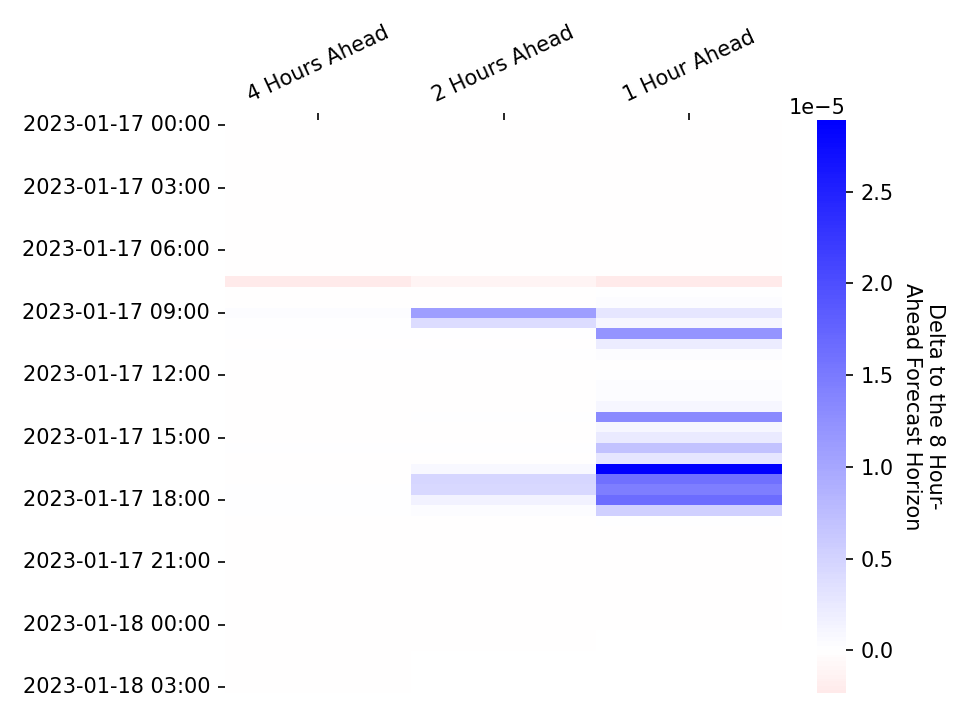 4 Hours Ahead
2 Hours Ahead
1 Hour Ahead
1e−5
2023-01-17 00:00
2023-01-17 03:00
2023-01-17 06:00
2023-01-17 09:00
2023-01-17 12:00
2023-01-17 15:00
2023-01-17 18:00
2023-01-17 21:00
2023-01-18 00:00
2023-01-18 03:00
2.5
2.0
1.5
1.0
0.5
0.0
Delta to the 8 Hour-
Ahead Forecast Horizon